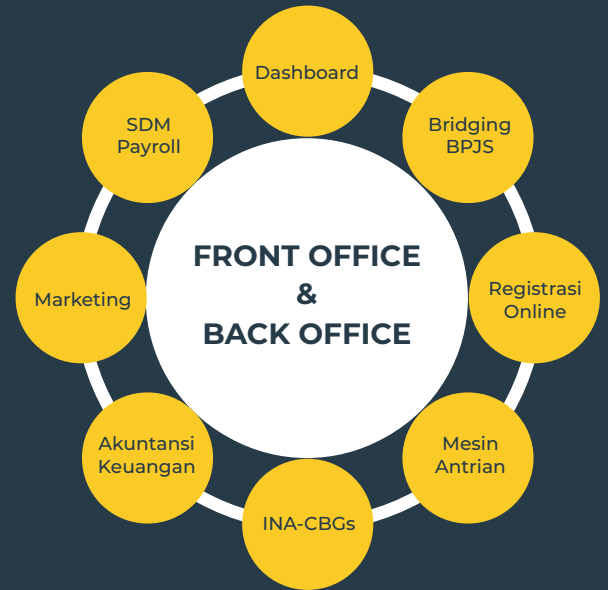 Dashboard
Bridging
BPJS
Registrasi
Online
Mesin
Antrian
INA-CBGs
Akuntansi
Keuangan
Marketing
SDM
Payroll
FRONT OFFICE
&
BACK OFFICE